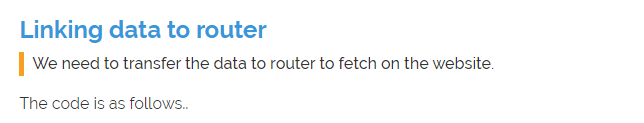 Linking data to router
We need to transfer the data to router to fetch on the website.
The code is as follows..